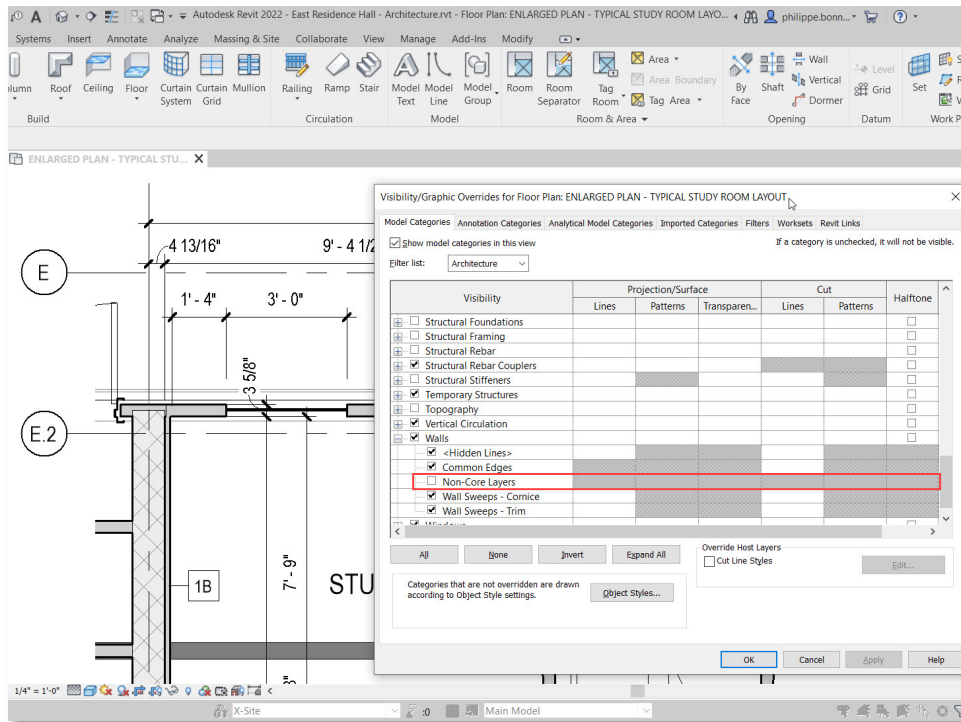 Autodesk Revit 2022 - East Residence Hall - Architecture.rvt - Floor Plan: ENLARGED PLAN - TYPICAL STUDY ROOM LAYO...
philippe.bonn...
Systems Insert Annotate Analyze Massing & Site Collaborate View Manage Add-Ins Modify
Roof Ceiling Floor Curtain System Curtain Grid Mullion
Railing Ramp Stair
Model Text Model Line Model Group
Room Room Separator Tag Room
Area
Area Boundary
Tag Area
By Face Shaft
Wall
Vertical
Dormer
Level
Grid
Set
Build Circulation Model Room & Area Opening Datum Work P
ENLARGED PLAN - TYPICAL STU...
4 13/16"
9' - 4 1/2
E
1' - 4"
3' - 0"
3 5/8"
E.2
7' - 9"
1B
STU
Visibility/Graphic Overrides for Floor Plan: ENLARGED PLAN - TYPICAL STUDY ROOM LAYOUT
Model Categories Annotation Categories Analytical Model Categories Imported Categories Filters Worksets Revit Links
Show model categories in this view
If a category is unchecked, it will not be visible.
Filter list: Architecture
Visibility Projection/Surface Cut Halftone
Lines Patterns Transparen... Lines Patterns
Structural Foundations
Structural Framing
Structural Rebar
Structural Rebar Couplers
Structural Stiffeners
Temporary Structures
Topography
Vertical Circulation
Walls
<Hidden Lines>
Common Edges
Non-Core Layers
Wall Sweeps - Cornice
Wall Sweeps - Trim
Windows
All None Invert Expand All
Override Host Layers
Cut Line Styles
Edit...
Categories that are not overridden are drawn
according to Object Style settings.
Object Styles...
OK Cancel Apply Help
1/4" = 1'-0"
X-Site
:0
Main Model